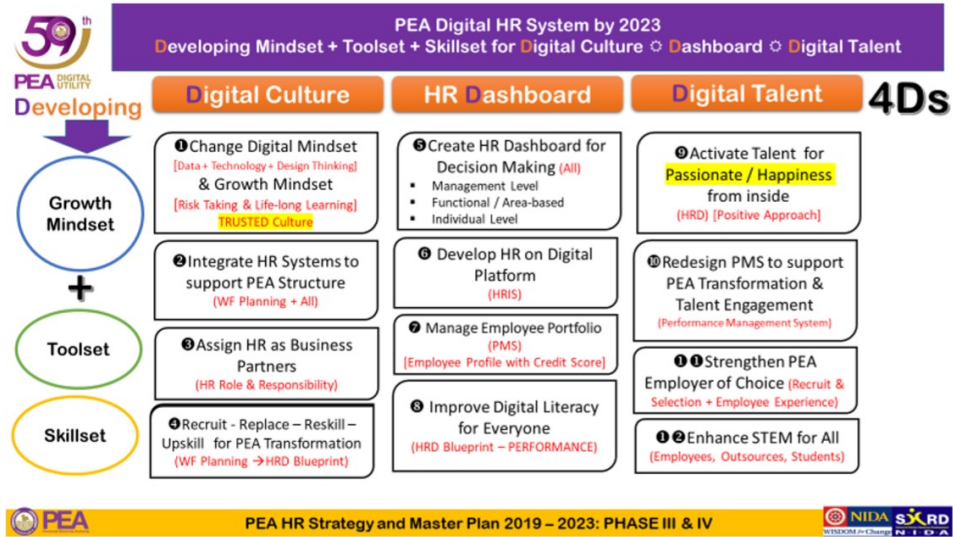 59th
PEA DIGITAL UTILITY
PEA Digital HR System by 2023
Developing Mindset + Toolset + Skillset for Digital Culture ☼ Dashboard ☼ Digital Talent
Developing
Digital Culture
HR Dashboard
Digital Talent
4Ds
Growth
Mindset
+
Toolset
Skillset
❶Change Digital Mindset
[Data + Technology + Design Thinking]
& Growth Mindset
[Risk Taking & Life-long Learning]
TRUSTED Culture
❷Integrate HR Systems to
support PEA Structure
(WF Planning + All)
❸Assign HR as Business
Partners
(HR Role & Responsibility)
❹Recruit - Replace – Reskill –
Upskill for PEA Transformation
(WF Planning →HRD Blueprint)
❺Create HR Dashboard for
Decision Making (All)
▪ Management Level
▪ Functional / Area-based
▪ Individual Level
❻ Develop HR on Digital
Platform
(HRIS)
❼ Manage Employee Portfolio
(PMS)
[Employee Profile with Credit Score]
❽ Improve Digital Literacy
for Everyone
(HRD Blueprint – PERFORMANCE)
❾Activate Talent for
Passionate / Happiness
from inside
(HRD) [Positive Approach]
❿Redesign PMS to support
PEA Transformation &
Talent Engagement
(Performance Management System)
❶❶Strengthen PEA
Employer of Choice (Recruit &
Selection + Employee Experience)
❶❷Enhance STEM for All
(Employees, Outsources, Students)
PEA
PEA HR Strategy and Master Plan 2019 – 2023: PHASE III & IV
NIDA
WISDOM for Change
NIDA